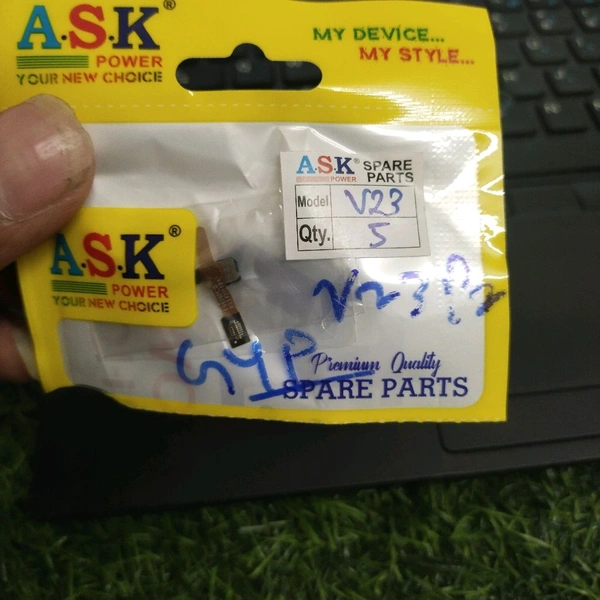 A.S.K®
POWER
YOUR NEW CHOICE
MY DEVICE...
MY STYLE...
A.S.K® SPARE
POWER PARTS
Model V23
Qty. 5
A.S.K®
POWER
YOUR NEW CHOICE
V23
Premium Quality
SPARE PARTS